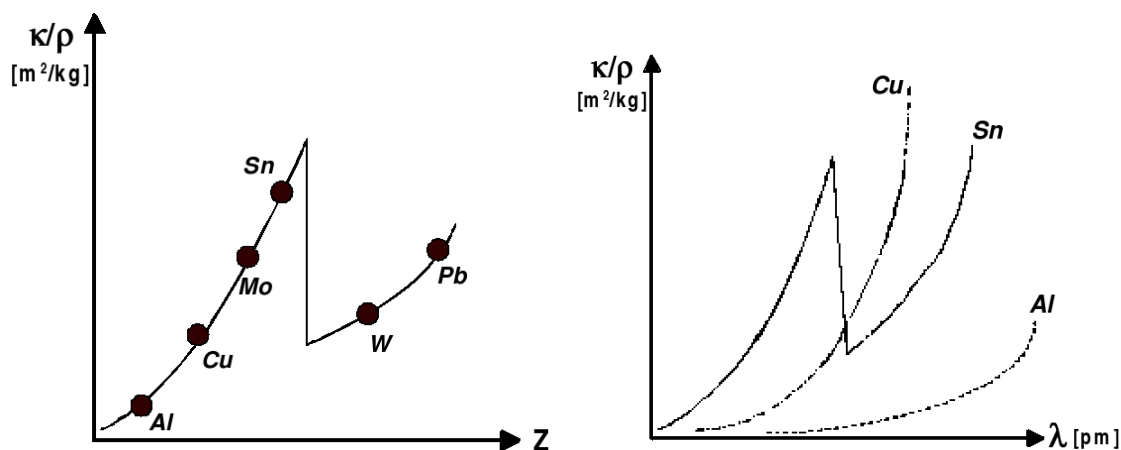 κ/ρ
[m²/kg]
Sn
Mo
Cu
Al
Pb
W
Z
κ/ρ
[m²/kg]
Cu
Sn
Al
λ [pm]